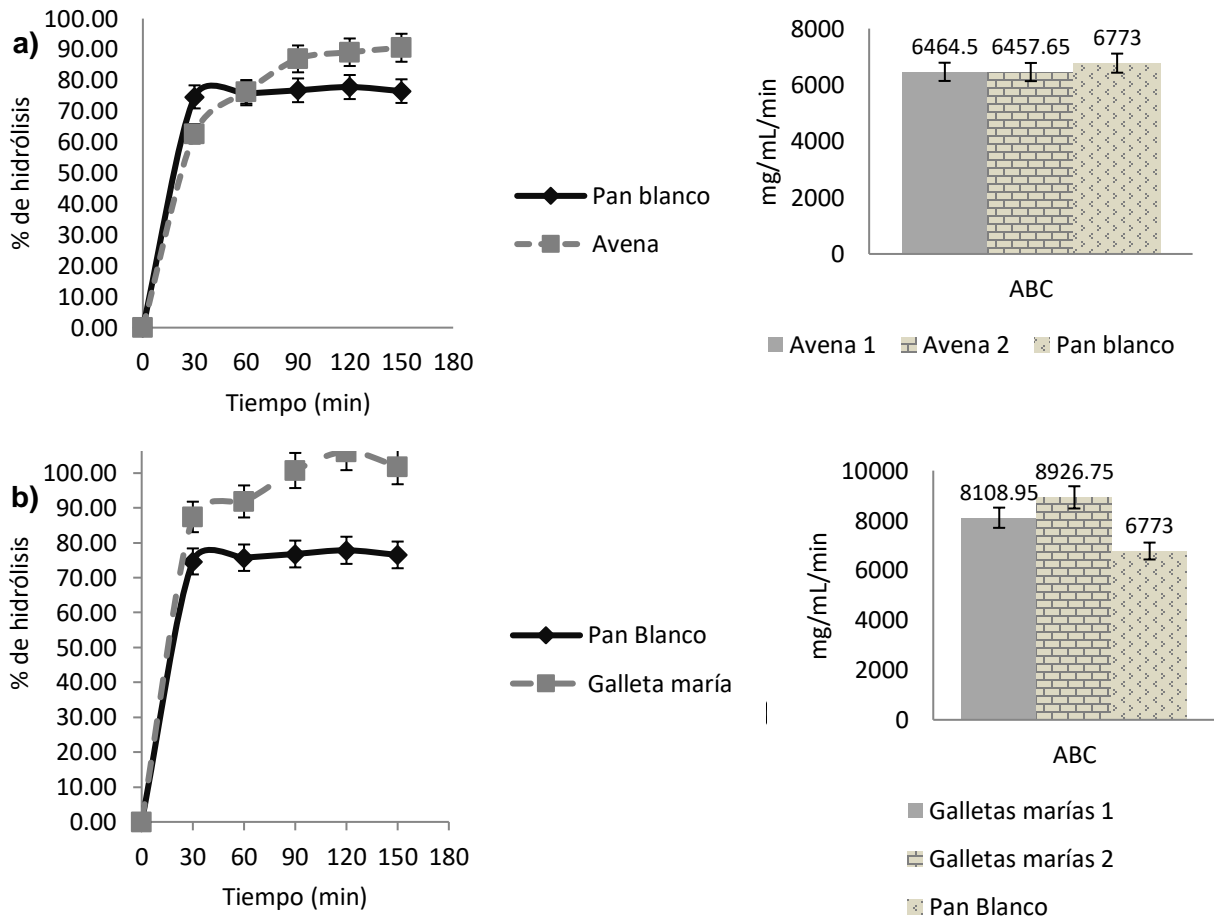 a)
100.00
90.00
80.00
70.00
60.00
50.00
40.00
30.00
20.00
10.00
0.00
% de hidrólisis
0 30 60 90 120 150 180
Tiempo (min)
Pan blanco
Avena
8000
6000
4000
2000
0
mg/mL/min
6464.5 6457.65 6773
ABC
Avena 1 Avena 2 Pan blanco
b)
100.00
90.00
80.00
70.00
60.00
50.00
40.00
30.00
20.00
10.00
0.00
% de hidrólisis
0 30 60 90 120 150 180
Tiempo (min)
Pan Blanco
Galleta maría
10000
8000
6000
4000
2000
0
mg/mL/min
8108.95 8926.75 6773
ABC
Galletas marías 1
Galletas marías 2
Pan Blanco